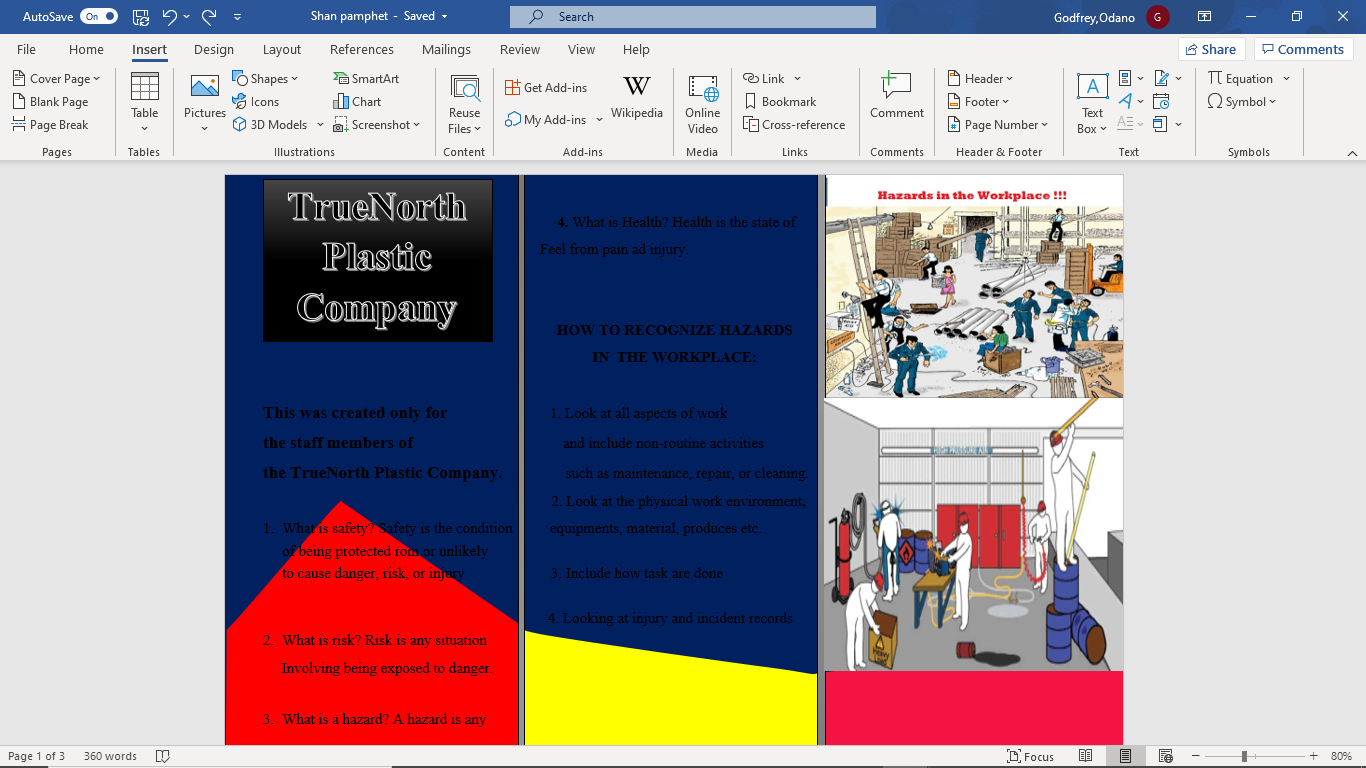 AutoSave On Shan pamphet - Saved Search Godfrey,Odano G
File Home Insert Design Layout References Mailings Review View Help Share Comments
Cover Page
Blank Page
Page Break
Pages
Table
Tables
Pictures
Shapes
Icons
3D Models
SmartArt
Chart
Screenshot
Illustrations
Reuse
Files
Content
Get Add-ins
My Add-ins
W
Wikipedia
Add-ins
Online
Video
Media
Link
Bookmark
Cross-reference
Links
Comment
Comments
Header
Footer
Page Number
Header & Footer
Text
Box
Text
Equation
Symbol
Symbols
TrueNorth
Plastic
Company
This was created only for
the staff members of
the TrueNorth Plastic Company.
1. What is safety? Safety is the condition
of being protected rom or unlikely
to cause danger, risk, or injury
2. What is risk? Risk is any situation
Involving being exposed to danger.
3. What is a hazard? A hazard is any
4. What is Health? Health is the state of
Feel from pain ad injury.
HOW TO RECOGNIZE HAZARDS
IN THE WORKPLACE:
1. Look at all aspects of work
and include non-routine activities
such as maintenance, repair, or cleaning.
2. Look at the physical work environment,
equipments, material, produces etc.
3. Include how task are done
4. Looking at injury and incident records
Hazards in the Workplace !!!
HIGH PRESSURE AIR
HEAVY
Page 1 of 3 360 words Focus 80%